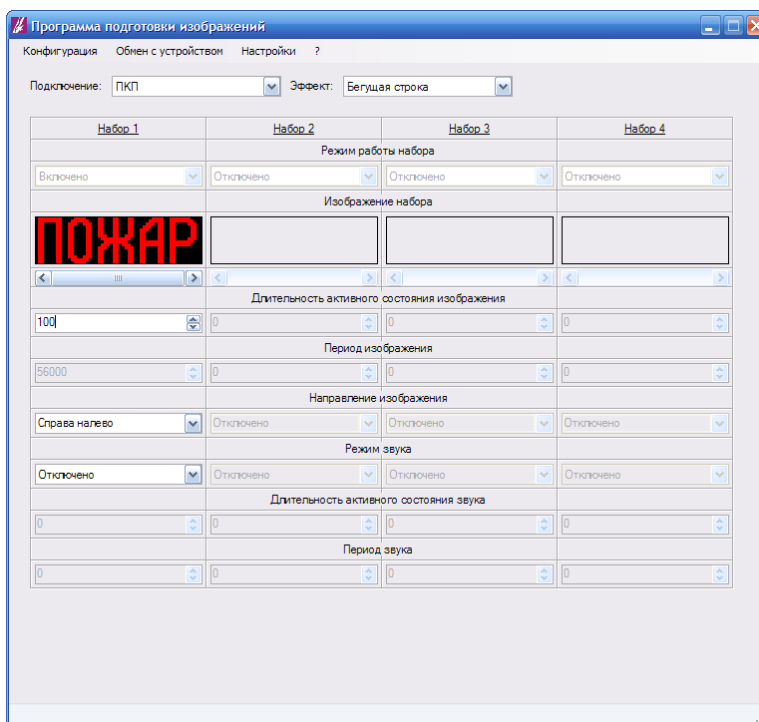 Программа подготовки изображений
Конфигурация Обмен с устройством Настройки ?
Подключение: ПКП Эффект: Бегущая строка
Набор 1 Набор 2 Набор 3 Набор 4
Режим работы набора
Включено Отключено Отключено Отключено
Изображение набора
ПОЖАР
Длительность активного состояния изображения
100 0 0 0
Период изображения
56000 0 0 0
Направление изображения
Справа налево Отключено Отключено Отключено
Режим звука
Отключено Отключено Отключено Отключено
Длительность активного состояния звука
0 0 0 0
Период звука
0 0 0 0